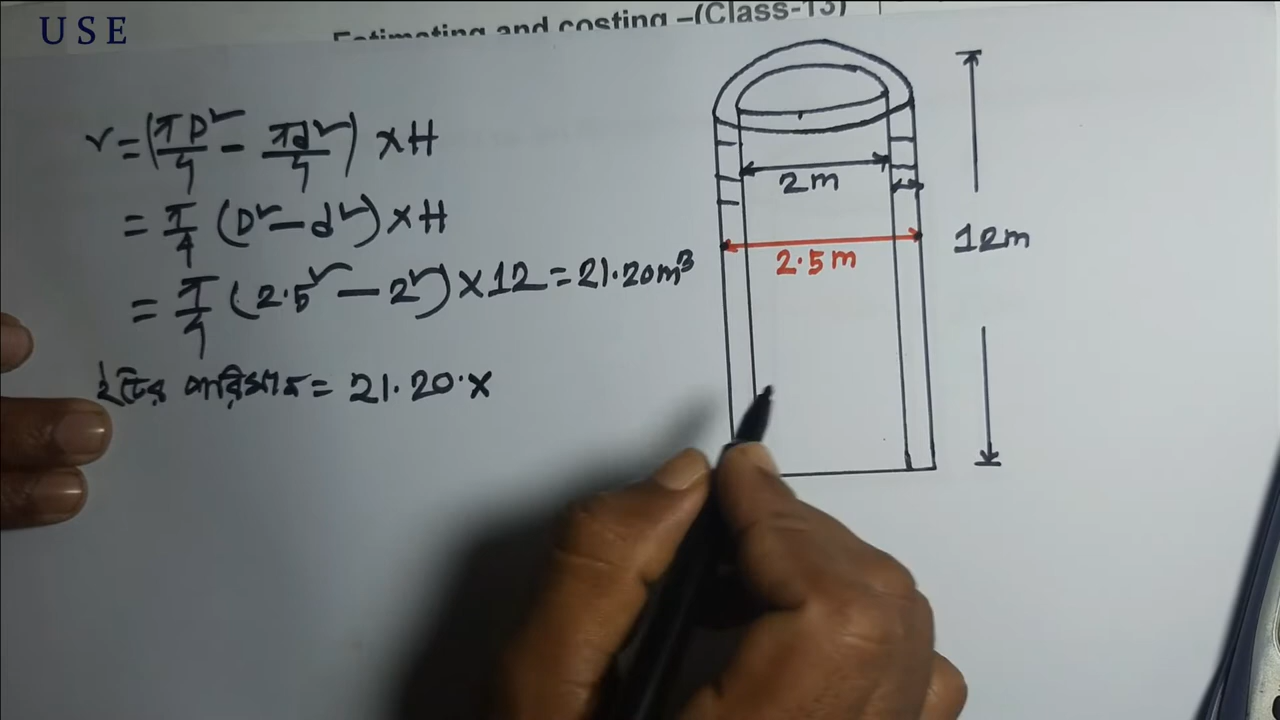 USE
Estimating and costing –(Class-13)
v = (πD²/4 − πd²/4) × H
= π/4 (D² − d²) × H
= π/4 (2.5² − 2²) × 12 = 21.20m³
ইটের পরিমান = 21.20 ×
2m
2.5m
12m